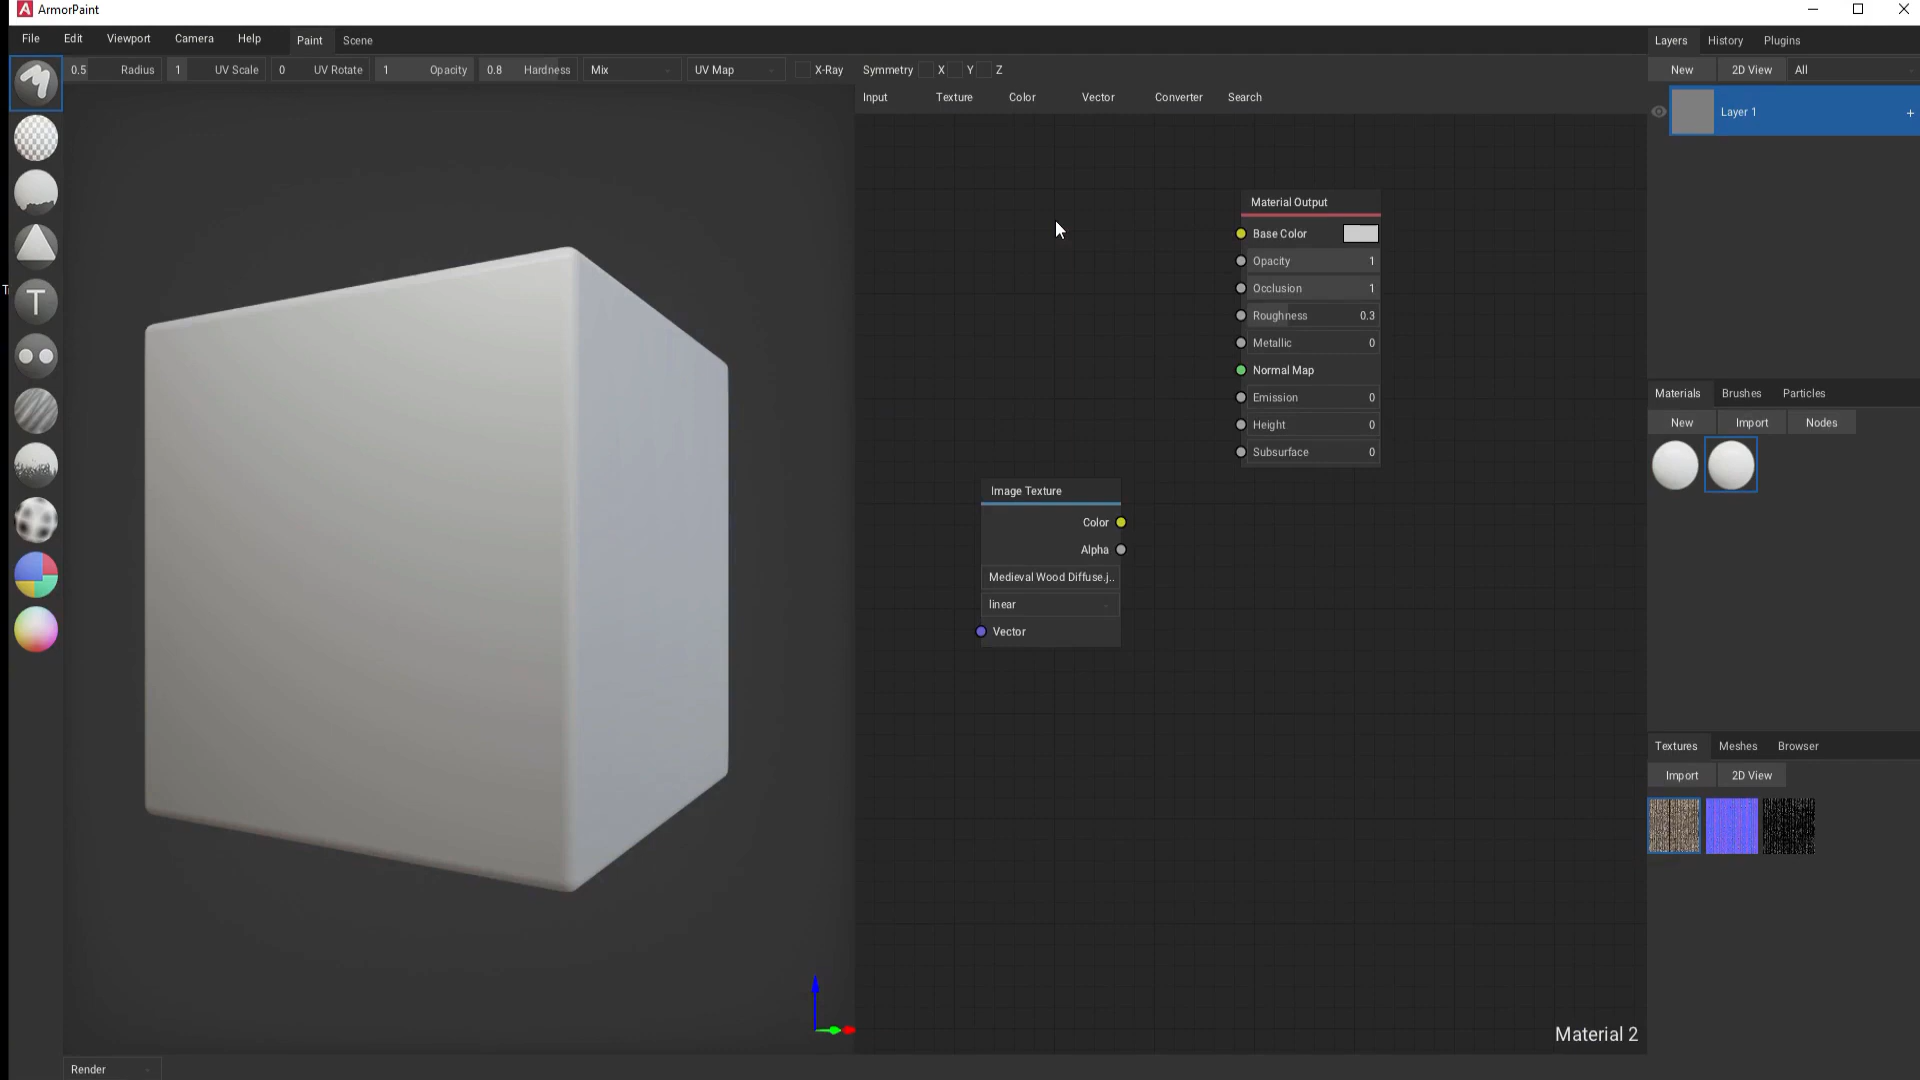 ArmorPaint
File Edit Viewport Camera Help Paint Scene
Layers History Plugins
0.5 Radius 1 UV Scale 0 UV Rotate 1 Opacity 0.8 Hardness Mix UV Map X-Ray Symmetry X Y Z
New 2D View All
Input Texture Color Vector Converter Search
Layer 1 +
Material Output
Base Color
Opacity 1
Occlusion 1
Roughness 0.3
Metallic 0
Normal Map
Emission 0
Height 0
Subsurface 0
T
Materials Brushes Particles
New Import Nodes
Image Texture
Color
Alpha
Medieval Wood Diffuse.j..
linear
Vector
Textures Meshes Browser
Import 2D View
Material 2
Render